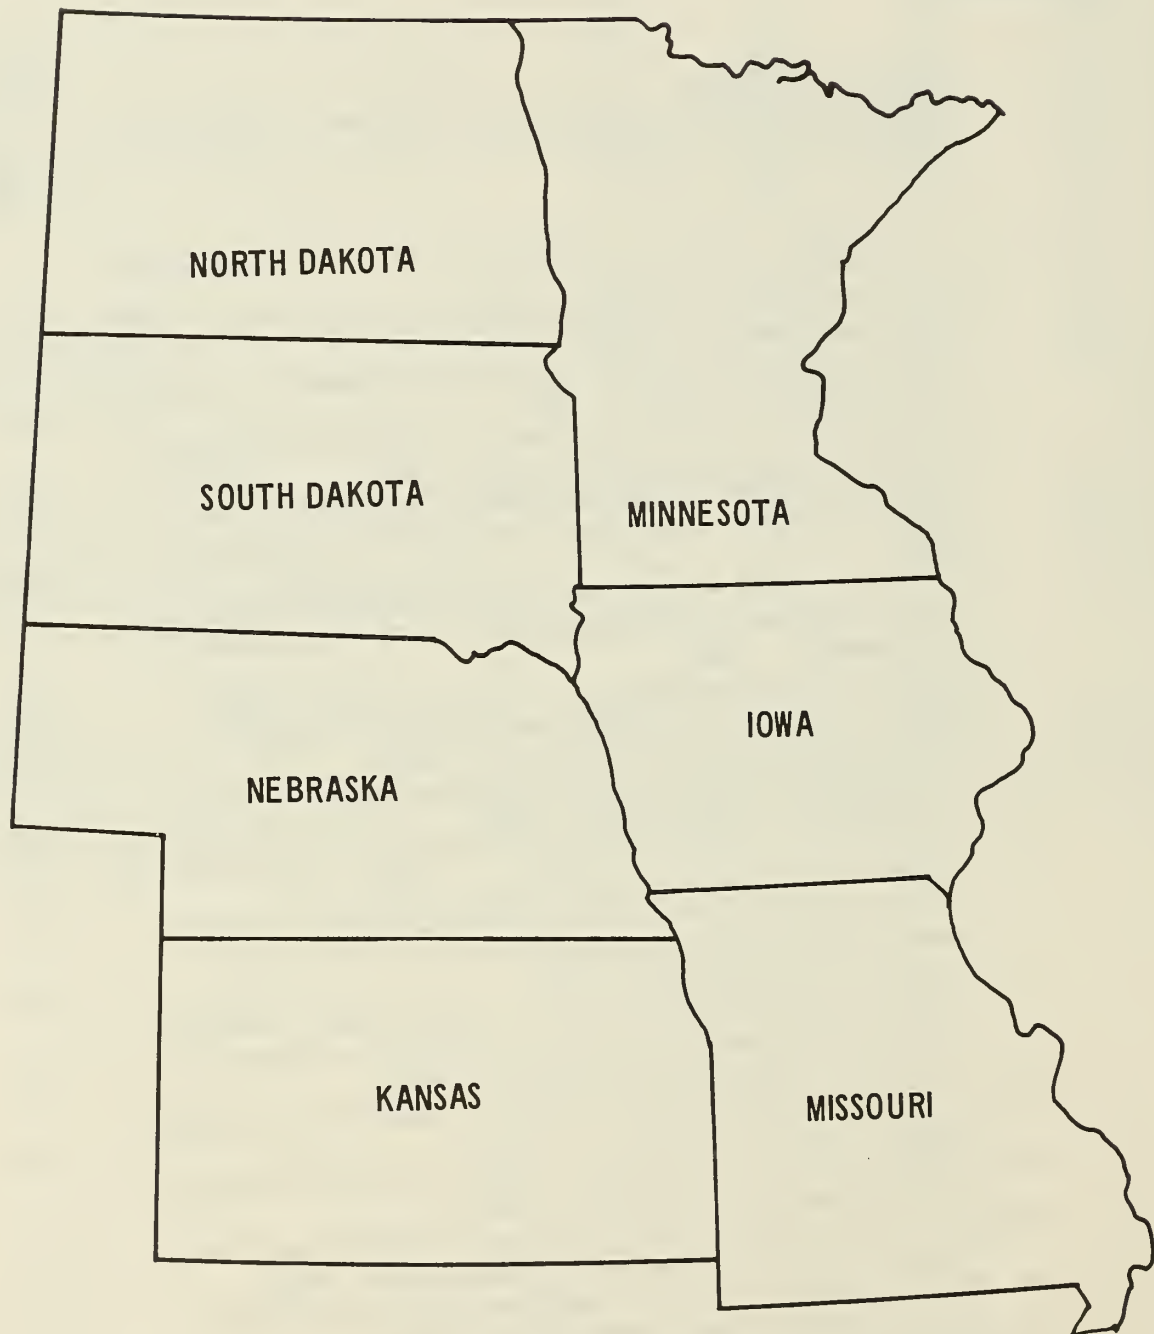 NORTH DAKOTA
SOUTH DAKOTA
MINNESOTA
IOWA
NEBRASKA
KANSAS
MISSOURI